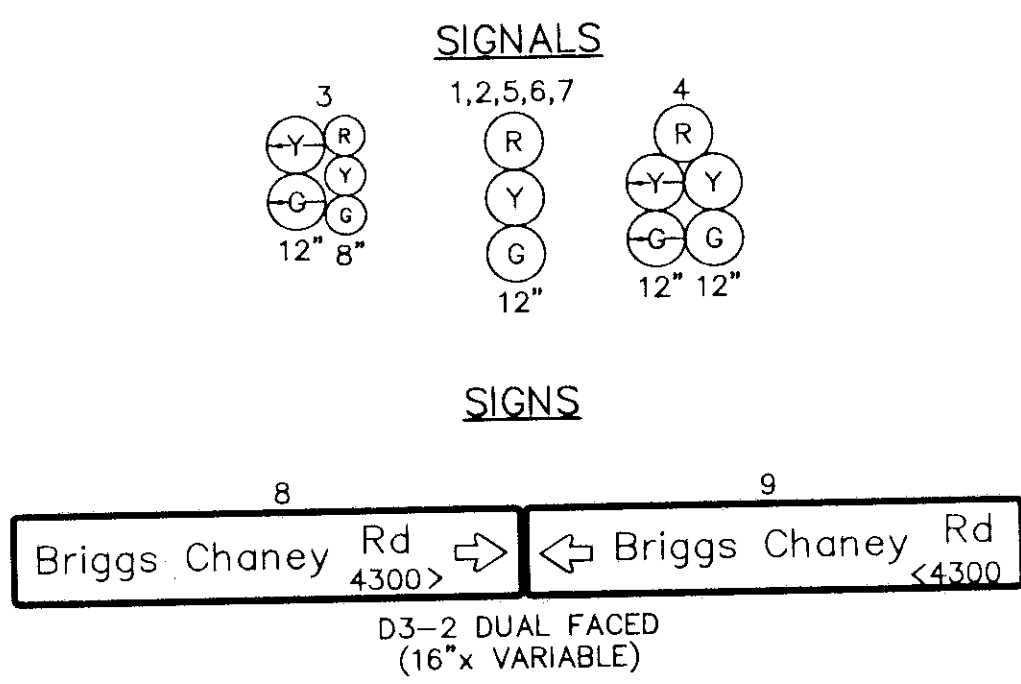 SIGNALS
3
Y R
Y
G G
12" 8"
1,2,5,6,7
R
Y
G
12"
4
R
Y Y
G G
12" 12"
SIGNS
8
Briggs Chaney Rd
4300>
9
Briggs Chaney Rd
<4300
D3-2 DUAL FACED
(16"x VARIABLE)